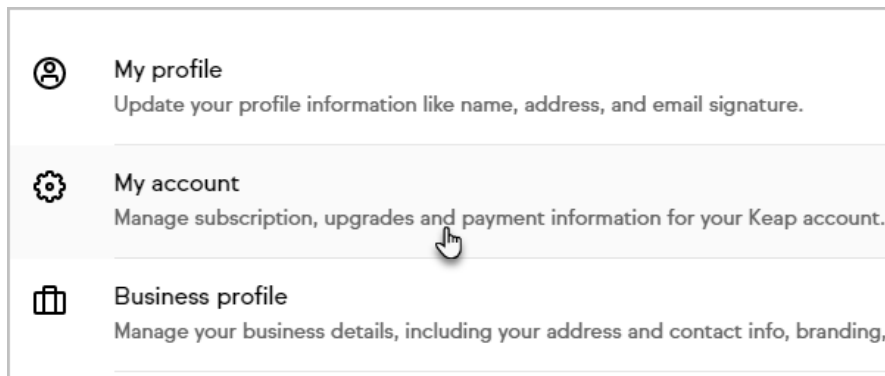 My profile
Update your profile information like name, address, and email signature.
My account
Manage subscription, upgrades and payment information for your Keap account.
Business profile
Manage your business details, including your address and contact info, branding,